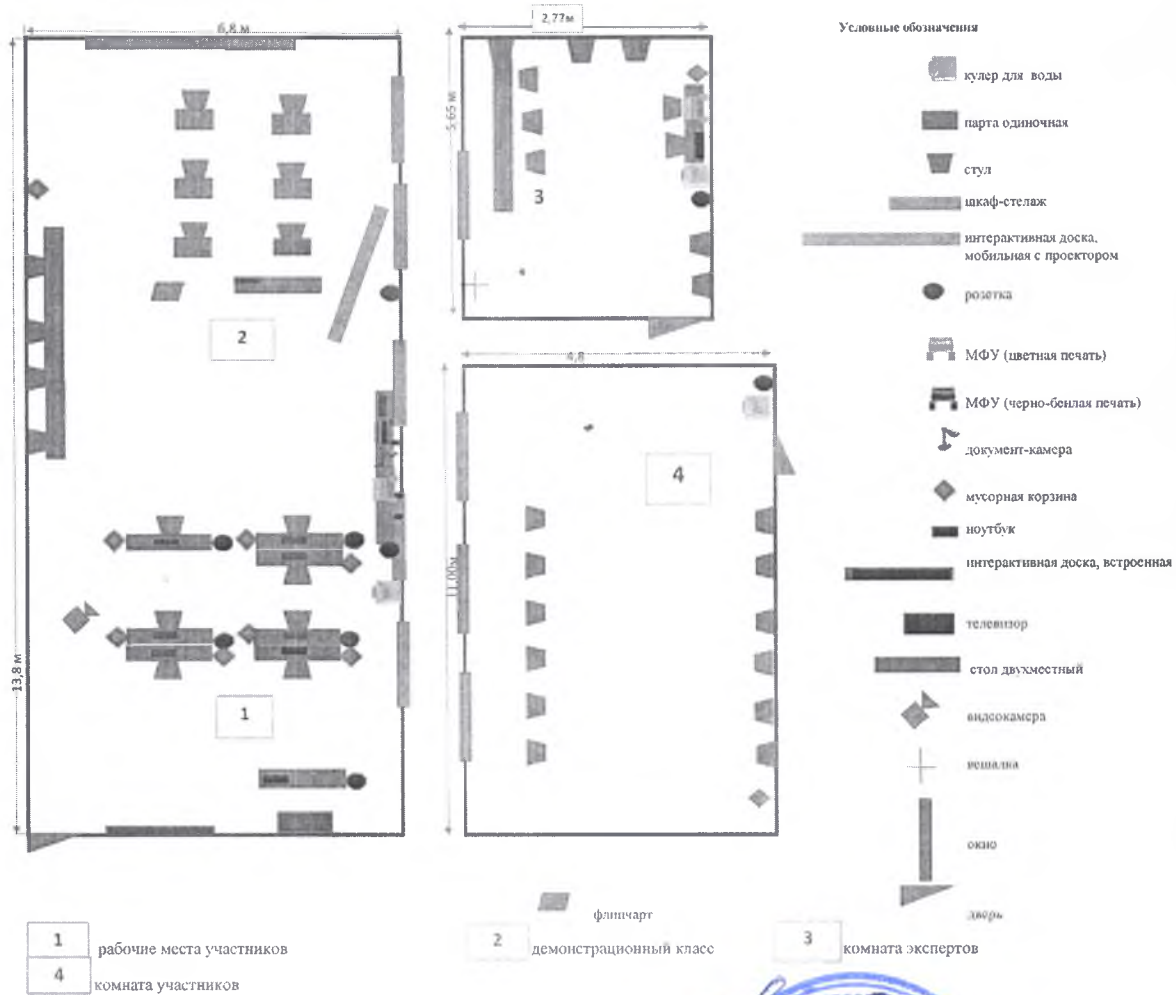 6,8 м
2,77м
13,8 м
5,65 м
4,8
11,00м
2
3
4
1
Условные обозначения
кулер для воды
парта одиночная
стул
шкаф-стелаж
интерактивная доска,
мобильная с проектором
розетка
МФУ (цветная печать)
МФУ (черно-бенлая печать)
документ-камера
мусорная корзина
ноутбук
интерактивная доска, встроенная
телевизор
стол двухместный
видеокамера
вешалка
окно
дверь
флипчарт
1 рабочие места участников
2 демонстрационный класс
3 комната экспертов
4 комната участников